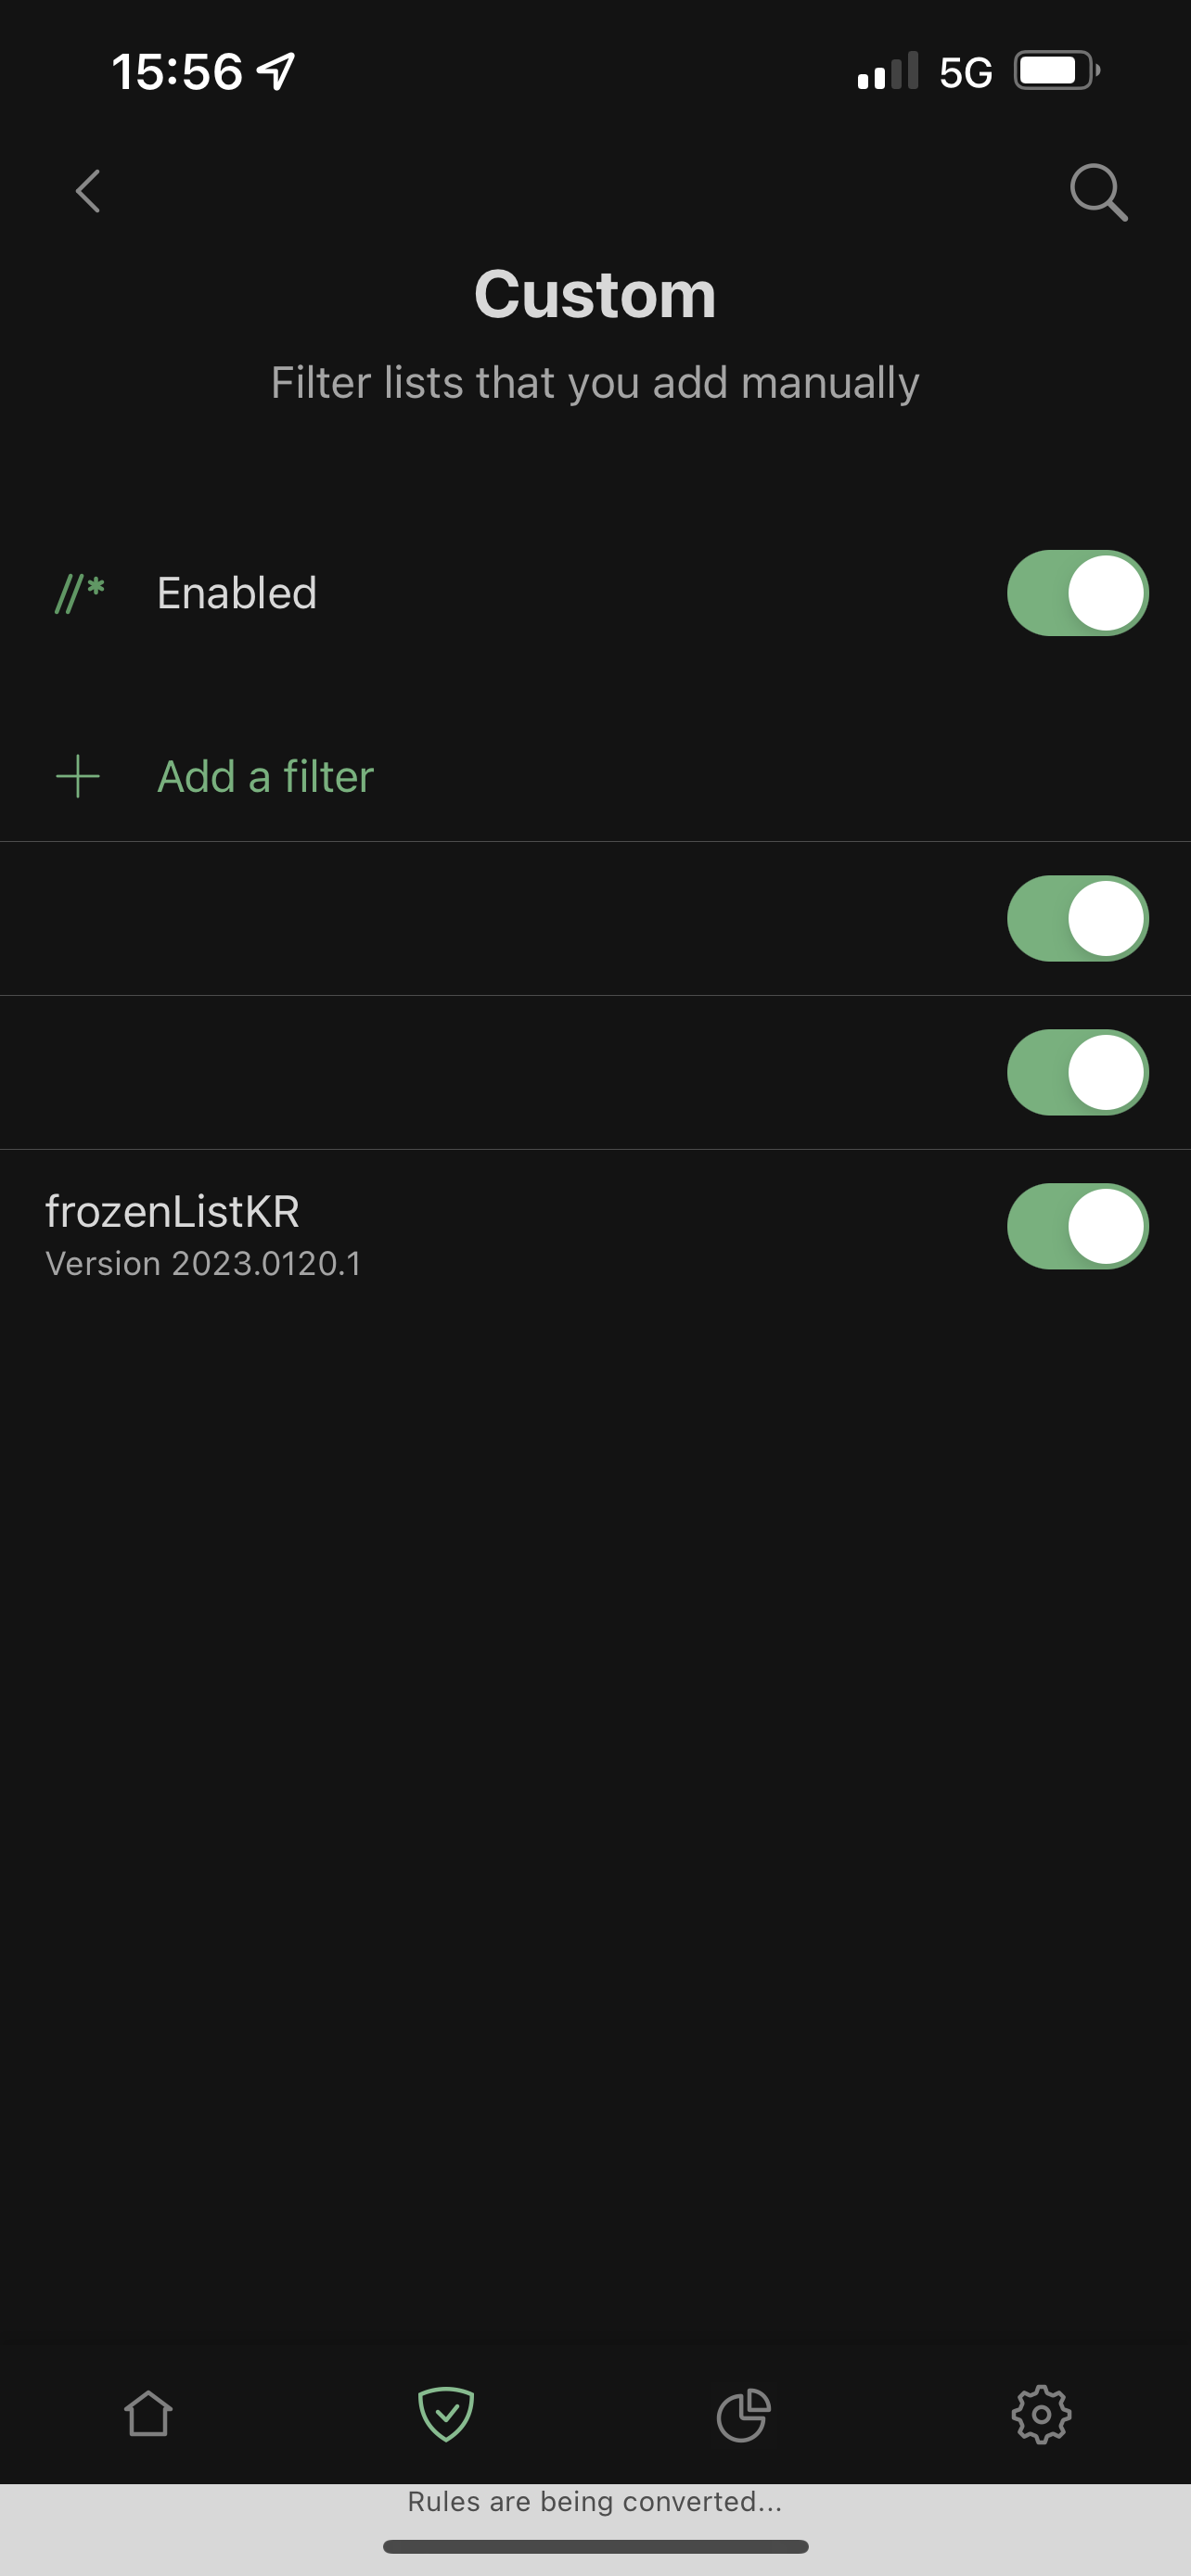 15:56
5G
Custom
Filter lists that you add manually
//* Enabled
Add a filter
frozenListKR
Version 2023.0120.1
Rules are being converted...